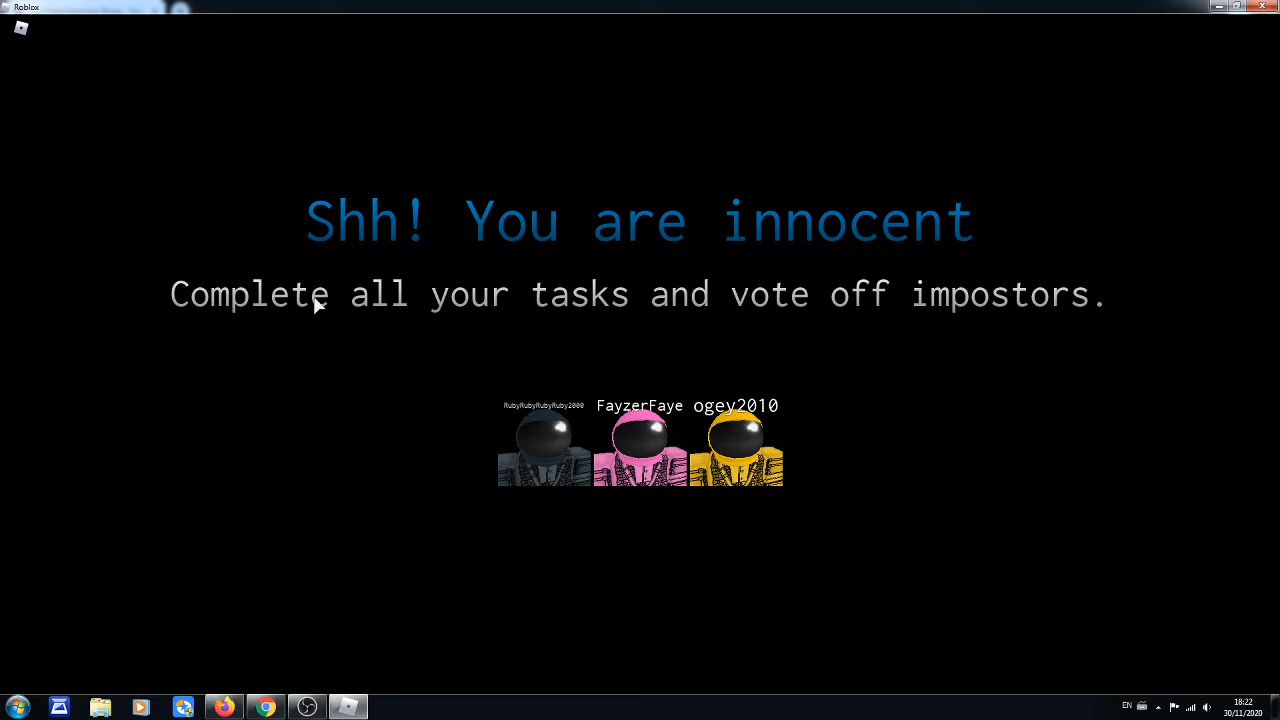 Roblox
Shh! You are innocent
Complete all your tasks and vote off impostors.
RubyRubyRubyRuby2000 FayzerFaye ogey2010
EN
18:22
30/11/2020